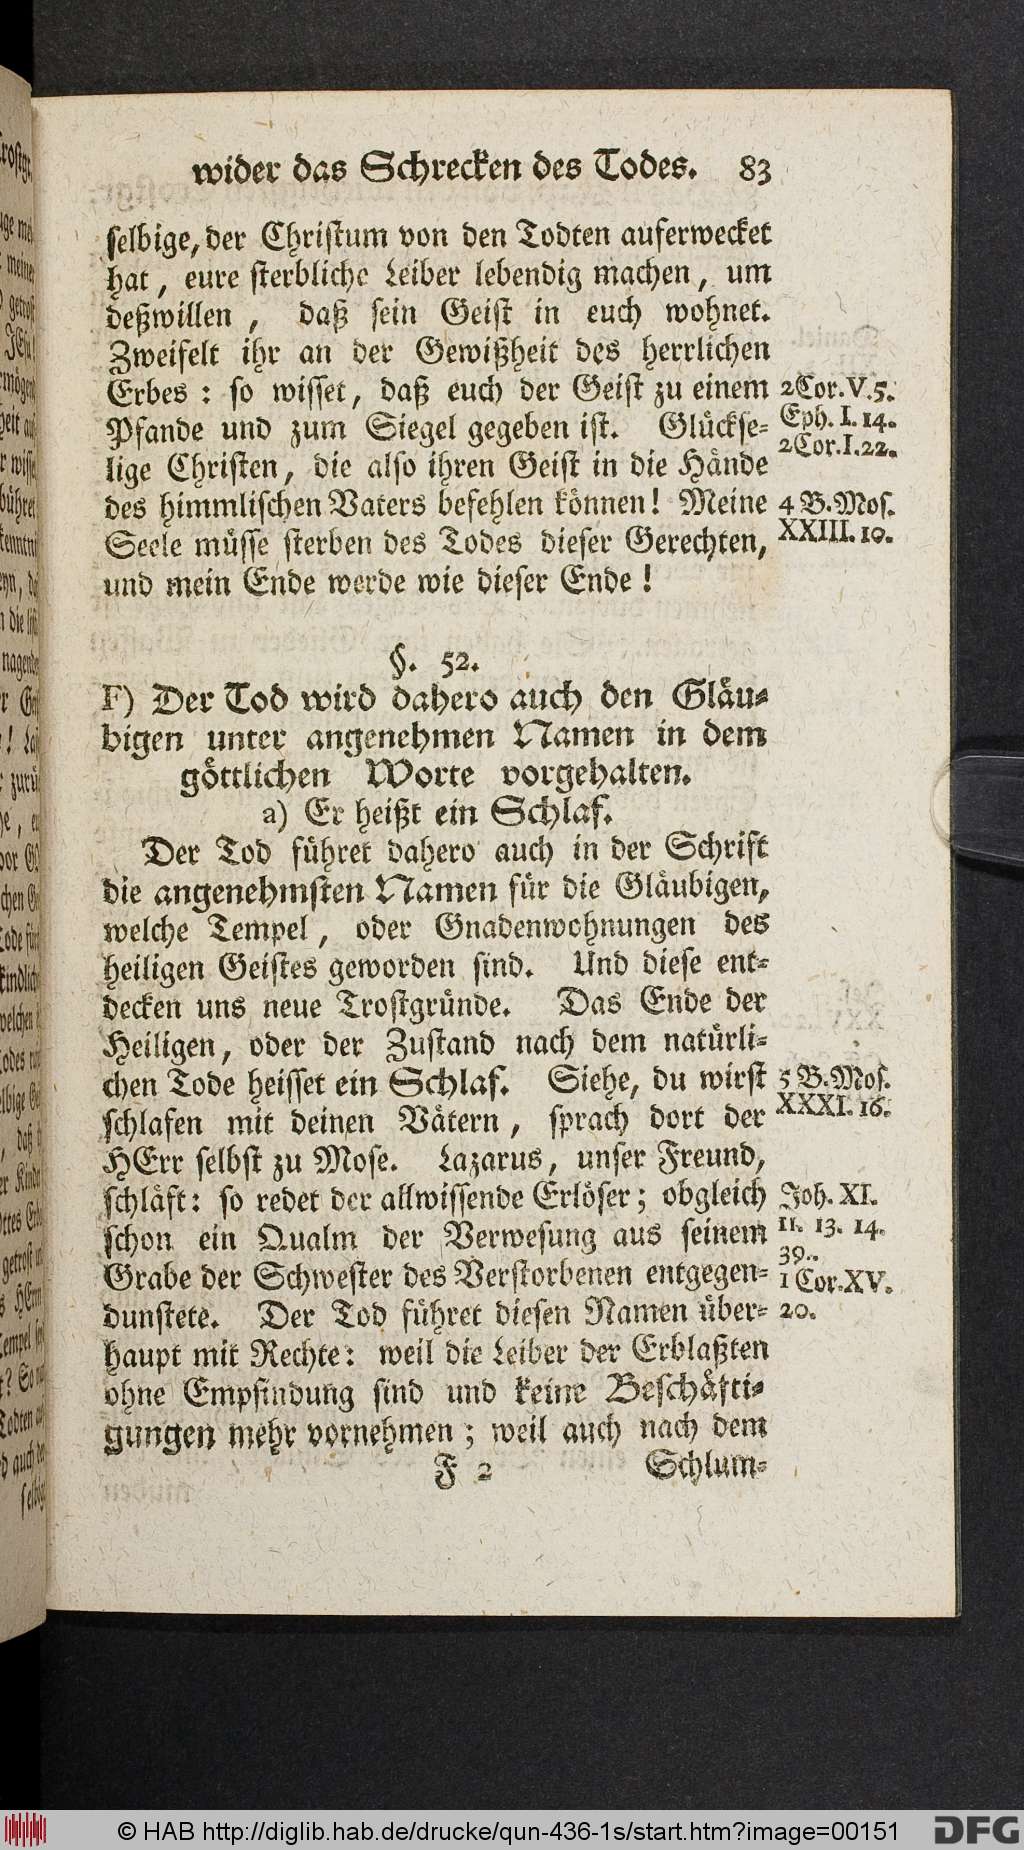 wider das Schrecken des Todes. 83
selbige, der Christum von den Todten auferwecket
hat, eure sterbliche Leiber lebendig machen, um
deßwillen, daß sein Geist in euch wohnet.
Zweifelt ihr an der Gewißheit des herrlichen
Erbes: so wisset, daß euch der Geist zu einem
2 Cor. V. 5.
Pfande und zum Siegel gegeben ist. Glückse-
Eph. I. 14.
2 Cor. I. 22.
lige Christen, die also ihren Geist in die Hände
des himmlischen Vaters befehlen können! Meine
4 B. Mos.
Seele müsse sterben des Todes dieser Gerechten,
XXIII. 10.
und mein Ende werde wie dieser Ende!
§. 52.
F) Der Tod wird dahero auch den Gläu-
bigen unter angenehmen Namen in dem
göttlichen Worte vorgehalten.
a) Er heißt ein Schlaf.
Der Tod führet dahero auch in der Schrift
die angenehmsten Namen für die Gläubigen,
welche Tempel, oder Gnadenwohnungen des
heiligen Geistes geworden sind. Und diese ent-
decken uns neue Trostgründe. Das Ende der
Heiligen, oder der Zustand nach dem natürli-
chen Tode heisset ein Schlaf. Siehe, du wirst
5 B. Mos.
XXXI. 16.
schlafen mit deinen Vätern, sprach dort der
HErr selbst zu Mose. Lazarus, unser Freund,
schläft: so redet der allwissende Erlöser; obgleich
Joh. XI.
schon ein Qualm der Verwesung aus seinem
11. 13. 14.
39.
Grabe der Schwester des Verstorbenen entgegen-
1 Cor. XV.
dunstete. Der Tod führet diesen Namen über-
20.
haupt mit Rechte: weil die Leiber der Erblaßten
ohne Empfindung sind und keine Beschäfti-
gungen mehr vornehmen; weil auch nach dem
F 2 Schlum-
© HAB http://diglib.hab.de/drucke/qun-436-1s/start.htm?image=00151
DFG